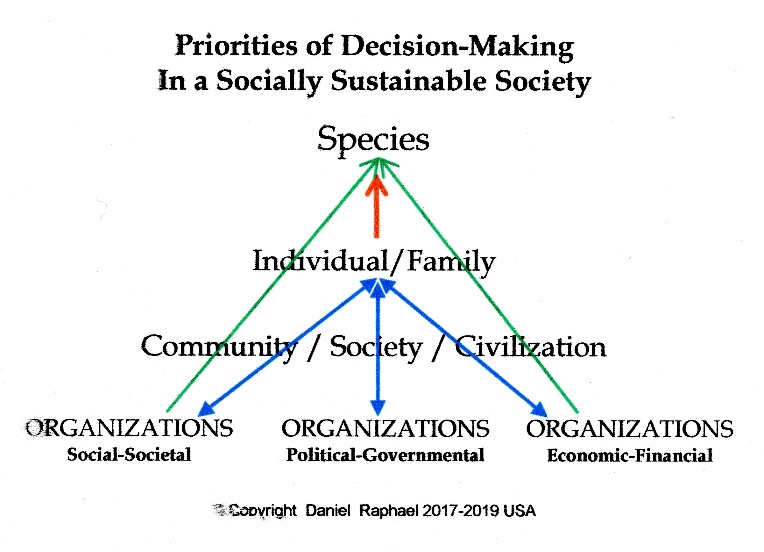 Priorities of Decision-Making
In a Socially Sustainable Society
Species
Individual/Family
Community / Society / Civilization
ORGANIZATIONS ORGANIZATIONS ORGANIZATIONS
Social-Societal Political-Governmental Economic-Financial
© Copyright Daniel Raphael 2017-2019 USA